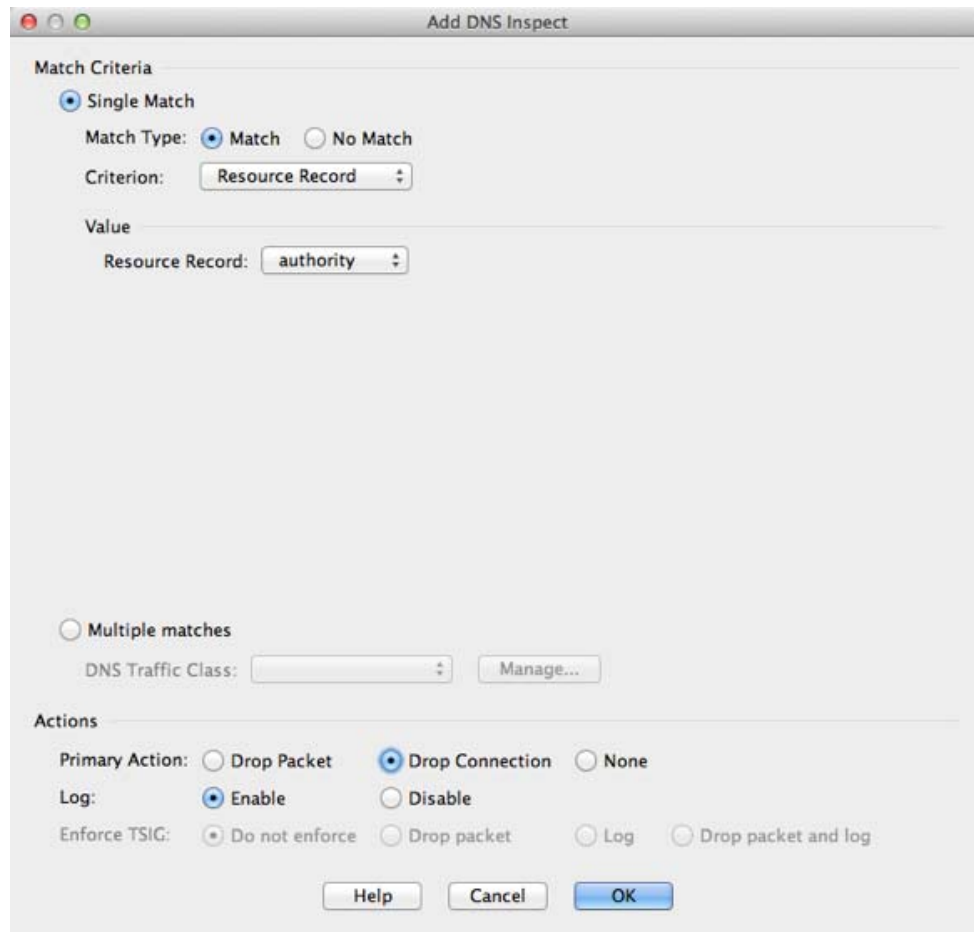 Add DNS Inspect
Match Criteria
Single Match
Match Type: Match No Match
Criterion: Resource Record
Value
Resource Record: authority
Multiple matches
DNS Traffic Class: Manage...
Actions
Primary Action: Drop Packet Drop Connection None
Log: Enable Disable
Enforce TSIG: Do not enforce Drop packet Log Drop packet and log
Help Cancel OK